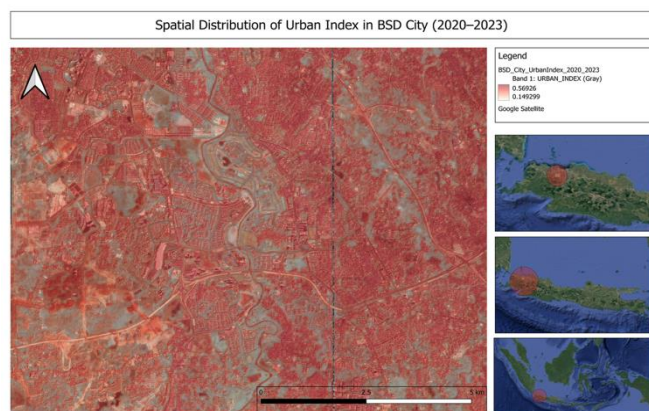 Spatial Distribution of Urban Index in BSD City (2020–2023)
Legend
BSD_City_UrbanIndex_2020_2023
Band 1: URBAN_INDEX (Gray)
0.56926
0.149299
Google Satellite
0 2.5 5 km